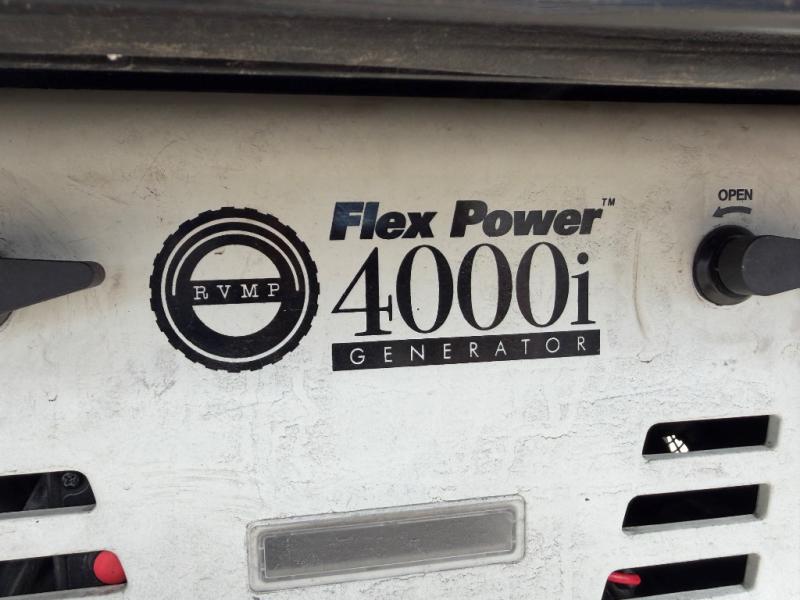 OPEN
Flex Power™
RVMP
4000i
GENERATOR